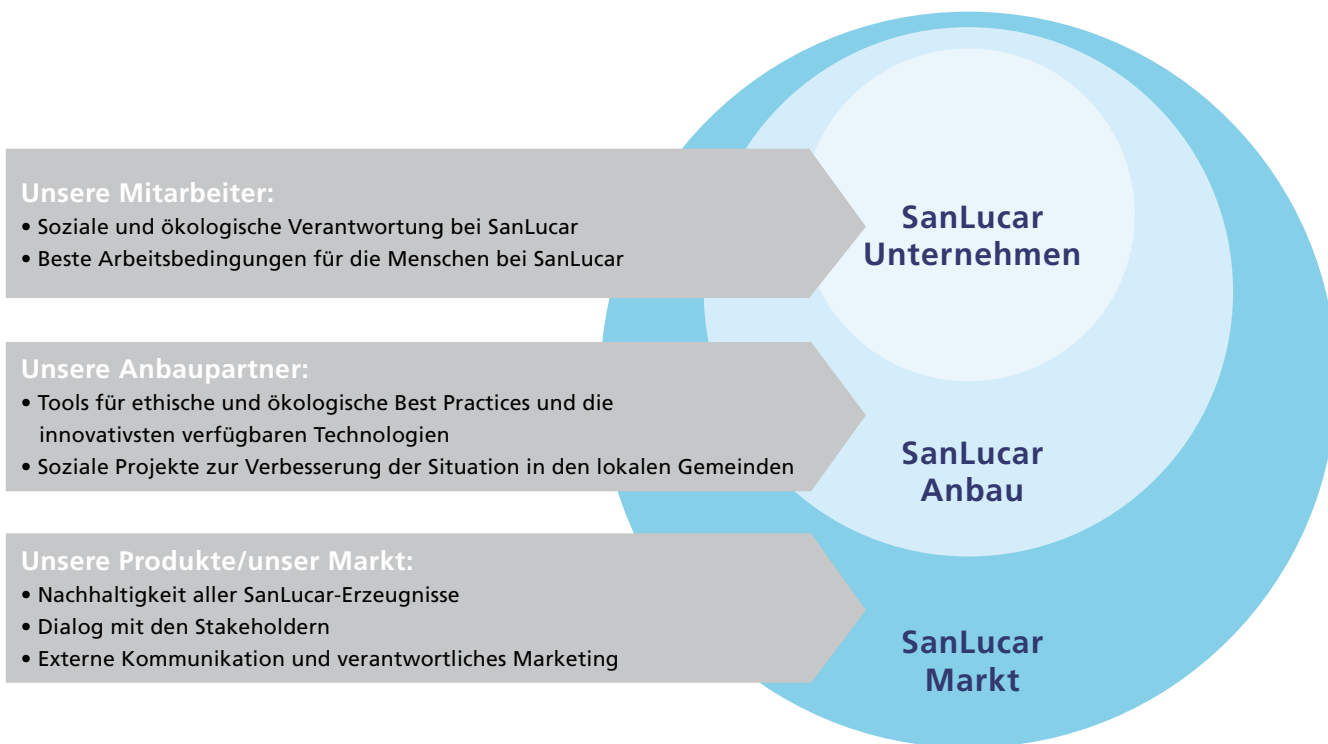 Unsere Mitarbeiter:
• Soziale und ökologische Verantwortung bei SanLucar
• Beste Arbeitsbedingungen für die Menschen bei SanLucar
SanLucar
Unternehmen
Unsere Anbaupartner:
• Tools für ethische und ökologische Best Practices und die
innovativsten verfügbaren Technologien
• Soziale Projekte zur Verbesserung der Situation in den lokalen Gemeinden
SanLucar
Anbau
Unsere Produkte/unser Markt:
• Nachhaltigkeit aller SanLucar-Erzeugnisse
• Dialog mit den Stakeholdern
• Externe Kommunikation und verantwortliches Marketing
SanLucar
Markt